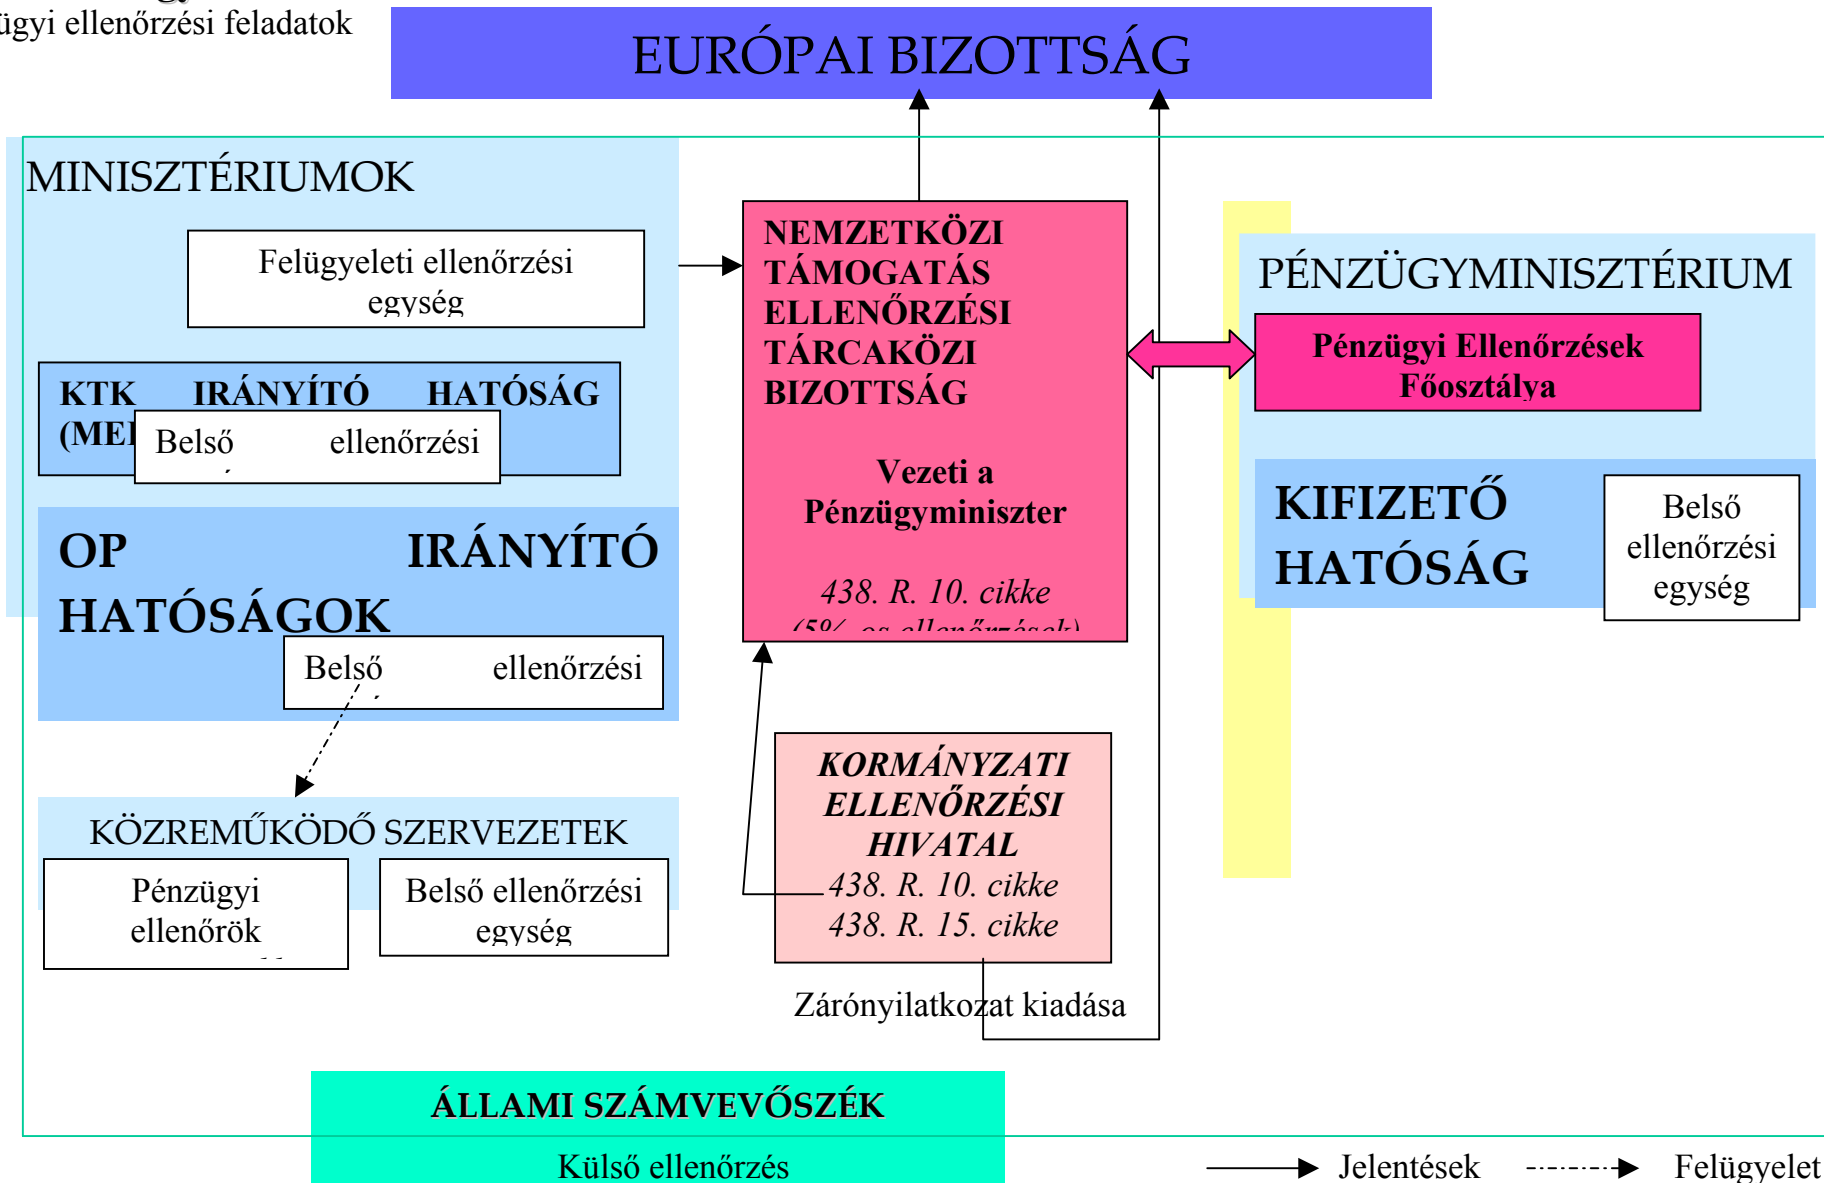 ügyi ellenőrzési feladatok
EURÓPAI BIZOTTSÁG
MINISZTÉRIUMOK
Felügyeleti ellenőrzési
egység
KTK IRÁNYÍTÓ HATÓSÁG
Belső ellenőrzési
OP IRÁNYÍTÓ
HATÓSÁGOK
Belső ellenőrzési
KÖZREMŰKÖDŐ SZERVEZETEK
Pénzügyi
ellenőrök
Belső ellenőrzési
egység
NEMZETKÖZI
TÁMOGATÁS
ELLENŐRZÉSI
TÁRCAKÖZI
BIZOTTSÁG
Vezeti a
Pénzügyminiszter
438. R. 10. cikke
(5%-os ellenőrzések)
KORMÁNYZATI
ELLENŐRZÉSI
HIVATAL
438. R. 10. cikke
438. R. 15. cikke
Zárónyilatkozat kiadása
PÉNZÜGYMINISZTÉRIUM
Pénzügyi Ellenőrzések
Főosztálya
KIFIZETŐ
HATÓSÁG
Belső
ellenőrzési
egység
ÁLLAMI SZÁMVEVŐSZÉK
Külső ellenőrzés
Jelentések
Felügyelet